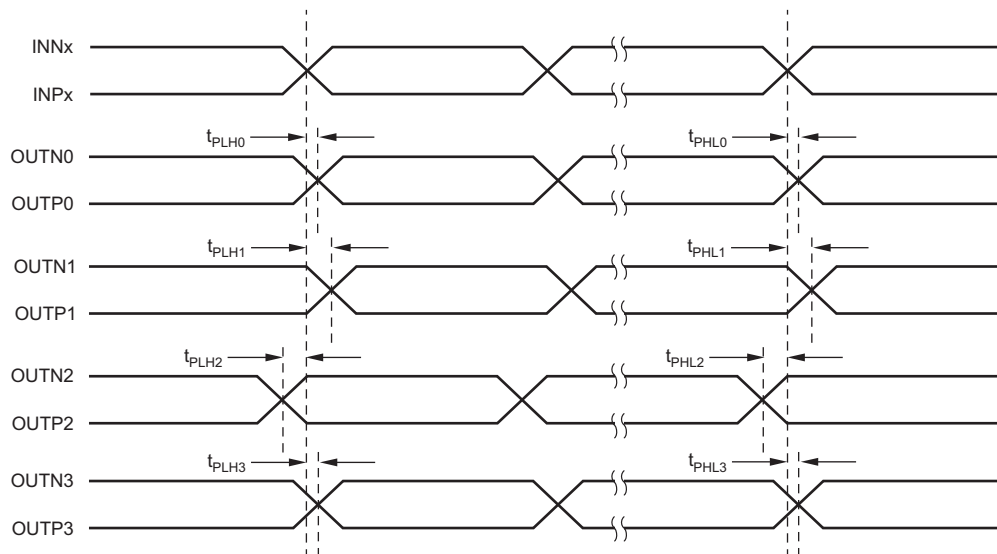 INNx
INPx
tPLH0
tPHL0
OUTN0
OUTP0
tPLH1
tPHL1
OUTN1
OUTP1
tPLH2
tPHL2
OUTN2
OUTP2
tPLH3
tPHL3
OUTN3
OUTP3